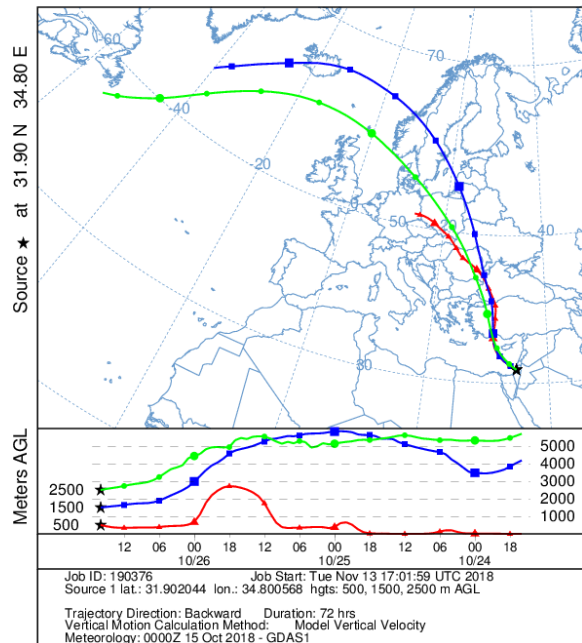 Source ★ at 31.90 N 34.80 E
60
70
-40
-20
0
50
40
20
30
Meters AGL
5000
4000
2500
3000
1500
2000
500
1000
12 06 00 18 12 06 00 18 12 06 00 18
10/26 10/25 10/24
Job ID: 190376 Job Start: Tue Nov 13 17:01:59 UTC 2018
Source 1 lat.: 31.902044 lon.: 34.800568 hgts: 500, 1500, 2500 m AGL
Trajectory Direction: Backward Duration: 72 hrs
Vertical Motion Calculation Method: Model Vertical Velocity
Meteorology: 0000Z 15 Oct 2018 - GDAS1